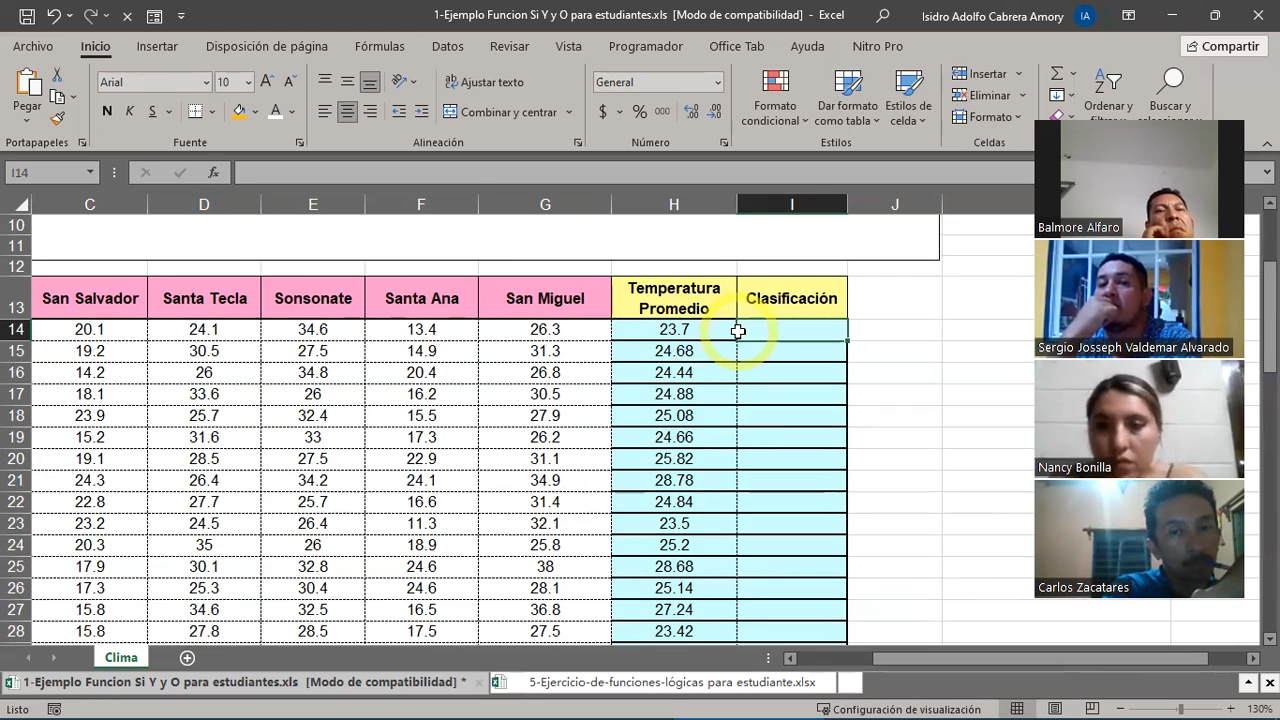 1-Ejemplo Funcion Si Y y O para estudiantes.xls [Modo de compatibilidad] - Excel
Isidro Adolfo Cabrera Amory
IA
Archivo Inicio Insertar Disposición de página Fórmulas Datos Revisar Vista Programador Office Tab Ayuda Nitro Pro
Compartir
Pegar
Arial 10
N K S
Ajustar texto
Combinar y centrar
General
$ % 000
Formato condicional
Dar formato como tabla
Estilos de celda
Insertar
Eliminar
Formato
Ordenar y filtrar
Buscar y seleccionar
Portapapeles Fuente Alineación Número Estilos Celdas
I14 fx
C D E F G H I J
10
11
12
13 San Salvador Santa Tecla Sonsonate Santa Ana San Miguel Temperatura Promedio Clasificación
14 20.1 24.1 34.6 13.4 26.3 23.7
15 19.2 30.5 27.5 14.9 31.3 24.68
16 14.2 26 34.8 20.4 26.8 24.44
17 18.1 33.6 26 16.2 30.5 24.88
18 23.9 25.7 32.4 15.5 27.9 25.08
19 15.2 31.6 33 17.3 26.2 24.66
20 19.1 28.5 27.5 22.9 31.1 25.82
21 24.3 26.4 34.2 24.1 34.9 28.78
22 22.8 27.7 25.7 16.6 31.4 24.84
23 23.2 24.5 26.4 11.3 32.1 23.5
24 20.3 35 26 18.9 25.8 25.2
25 17.9 30.1 32.8 24.6 38 28.68
26 17.3 25.3 30.4 24.6 28.1 25.14
27 15.8 34.6 32.5 16.5 36.8 27.24
28 15.8 27.8 28.5 17.5 27.5 23.42
Balmore Alfaro
Sergio Josseph Valdemar Alvarado
Nancy Bonilla
Carlos Zacatares
Clima
1-Ejemplo Funcion Si Y y O para estudiantes.xls [Modo de compatibilidad] *
5-Ejercicio-de-funciones-lógicas para estudiante.xlsx
Listo
Configuración de visualización
130%